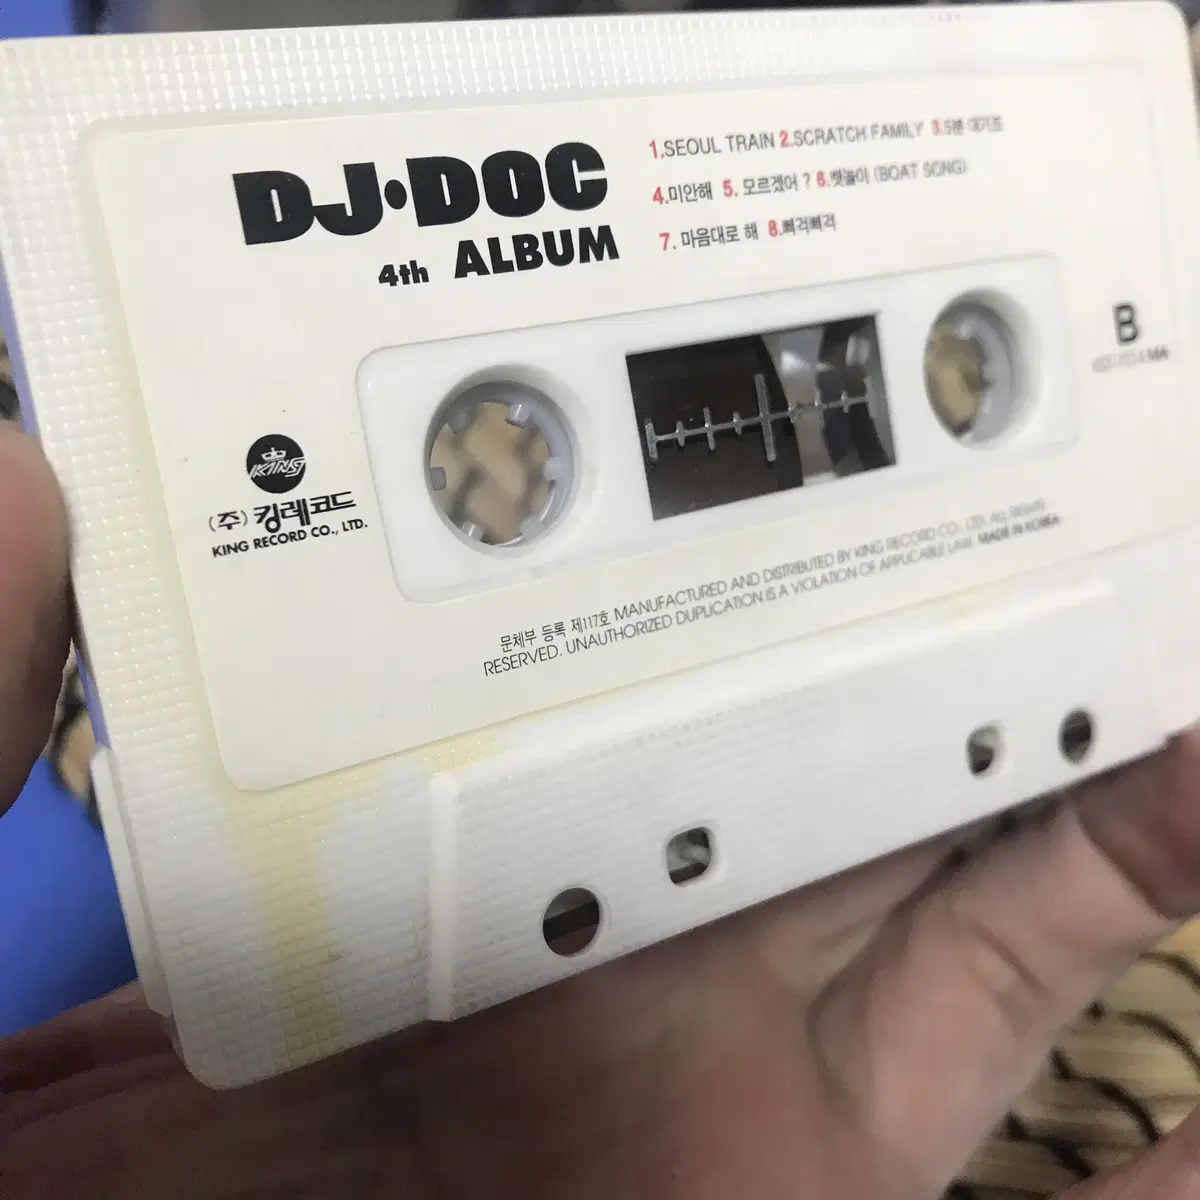 DJ·DOC
4th ALBUM
1.SEOUL TRAIN 2.SCRATCH FAMILY 3.5분 대기조
4.미안해 5. 모르겠어 ? 6.뱃놀이 (BOAT SONG)
7. 마음대로 해 8.삐걱삐걱
B
MA
KING
(주) 킹레코드
KING RECORD CO., LTD.
문체부 등록 제117호 MANUFACTURED AND DISTRIBUTED BY KING RECORD CO., LTD. ALL RIGHTS
RESERVED. UNAUTHORIZED DUPLICATION IS A VIOLATION OF APPLICABLE LAW. MADE IN KOREA